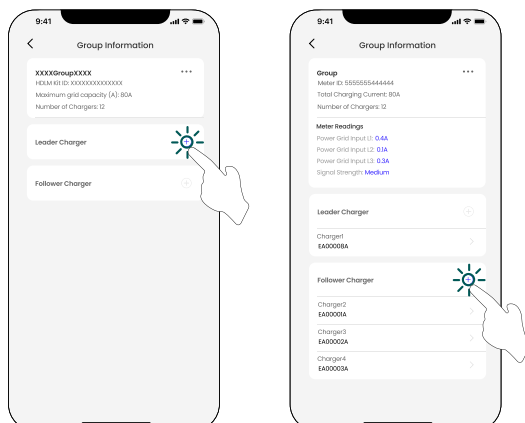 9:41
Group Information
XXXXGroupXXXX
HDLM Kit ID: XXXXXXXXXXXXXX
Maximum grid capacity (A): 80A
Number of Chargers: 12
Leader Charger
Follower Charger
9:41
Group Information
Group
Meter ID: 5555555444444
Total Charging Current: 80A
Number of Chargers: 12
Meter Readings
Power Grid Input L1: 0.4A
Power Grid Input L2: 0.1A
Power Grid Input L3: 0.3A
Signal Strength: Medium
Leader Charger
Charger1
EA00008A
Follower Charger
Charger2
EA00001A
Charger3
EA00002A
Charger4
EA00003A